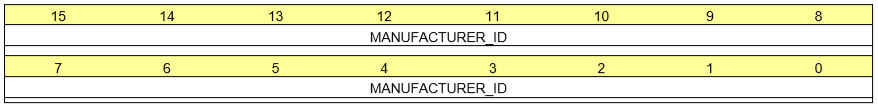 15 14 13 12 11 10 9 8
MANUFACTURER_ID
7 6 5 4 3 2 1 0
MANUFACTURER_ID